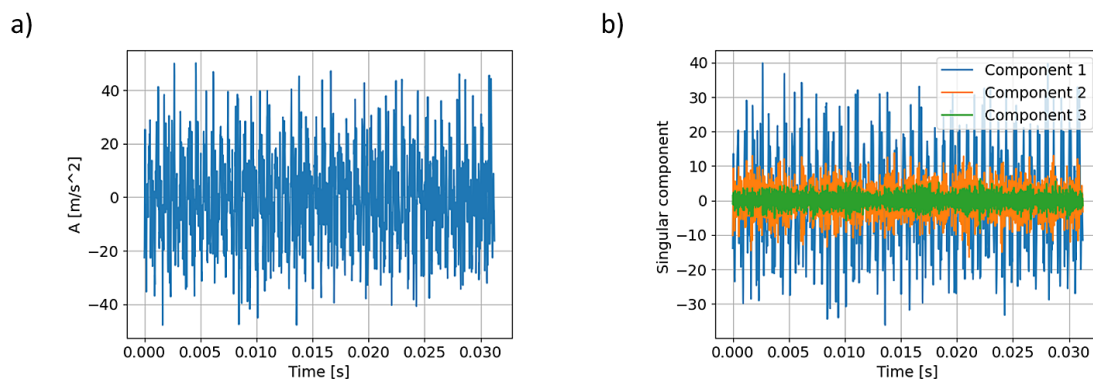 a)
A [m/s^2]
40
20
0
−20
−40
0.000 0.005 0.010 0.015 0.020 0.025 0.030
Time [s]
b)
Singular component
40
30
20
10
0
−10
−20
−30
Component 1
Component 2
Component 3
0.000 0.005 0.010 0.015 0.020 0.025 0.030
Time [s]